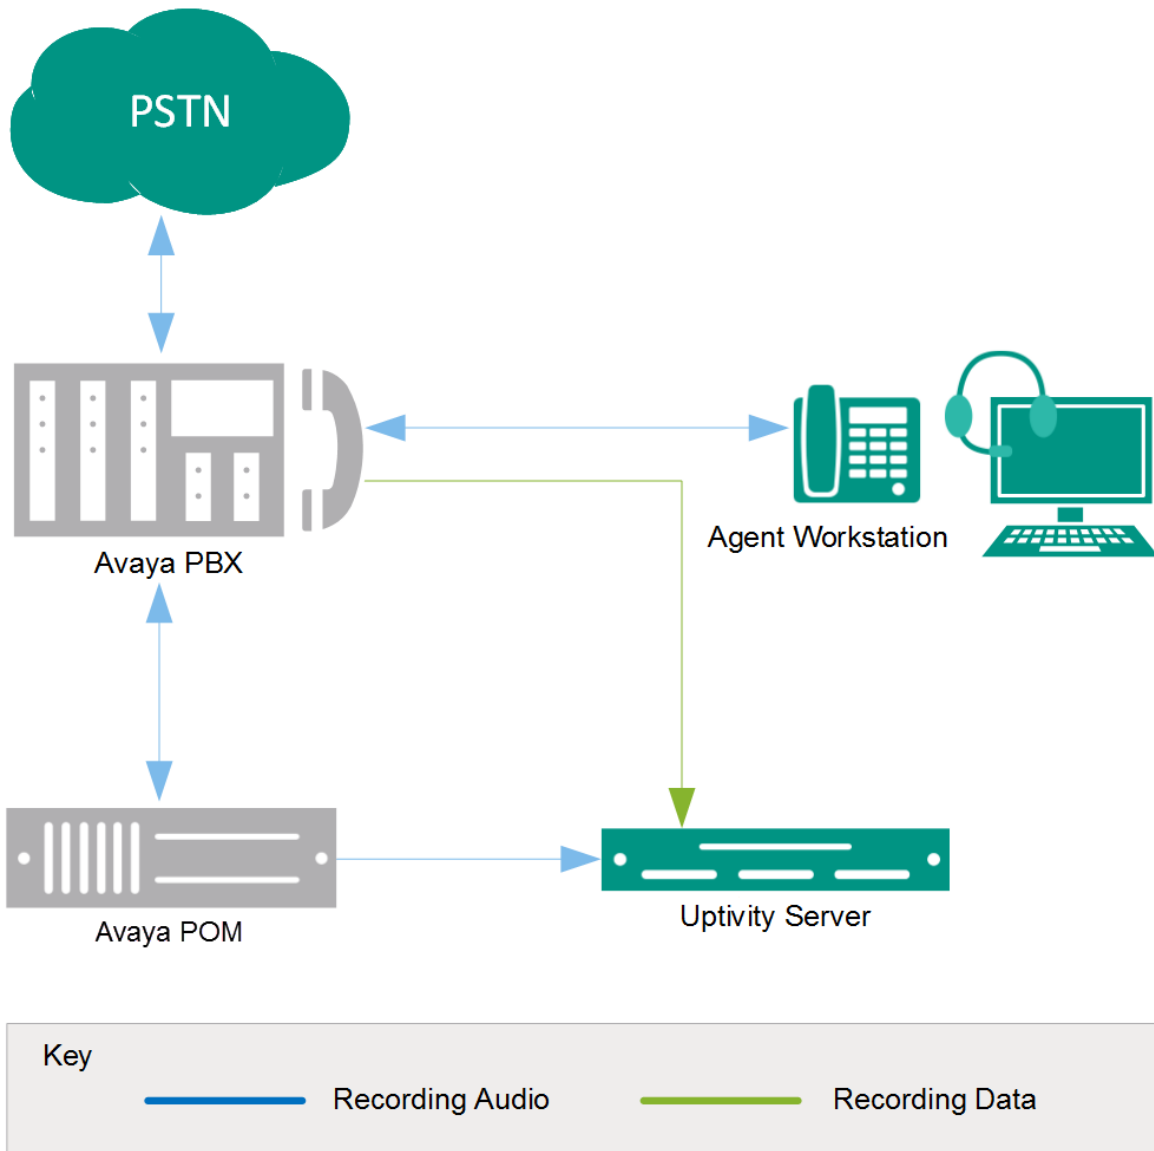 PSTN
Avaya PBX
Agent Workstation
Avaya POM
Uptivity Server
Key
Recording Audio
Recording Data